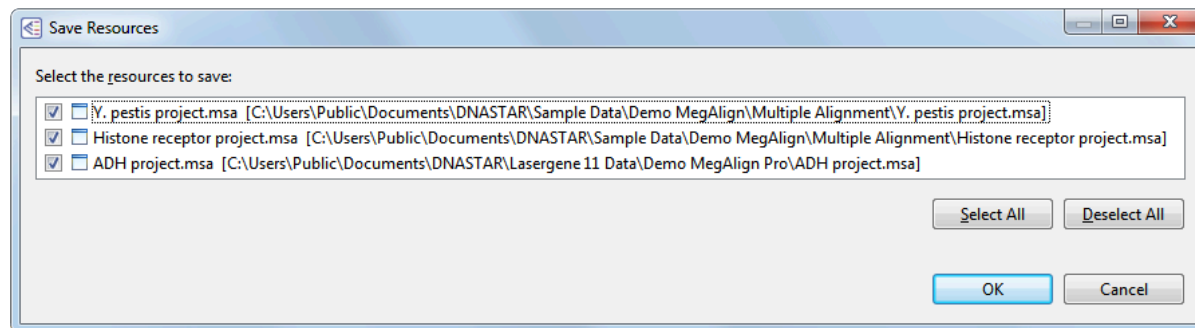 Save Resources
Select the resources to save:
Y. pestis project.msa [C:\Users\Public\Documents\DNASTAR\Sample Data\Demo MegAlign\Multiple Alignment\Y. pestis project.msa]
Histone receptor project.msa [C:\Users\Public\Documents\DNASTAR\Sample Data\Demo MegAlign\Multiple Alignment\Histone receptor project.msa]
ADH project.msa [C:\Users\Public\Documents\DNASTAR\Lasergene 11 Data\Demo MegAlign Pro\ADH project.msa]
Select All Deselect All
OK Cancel